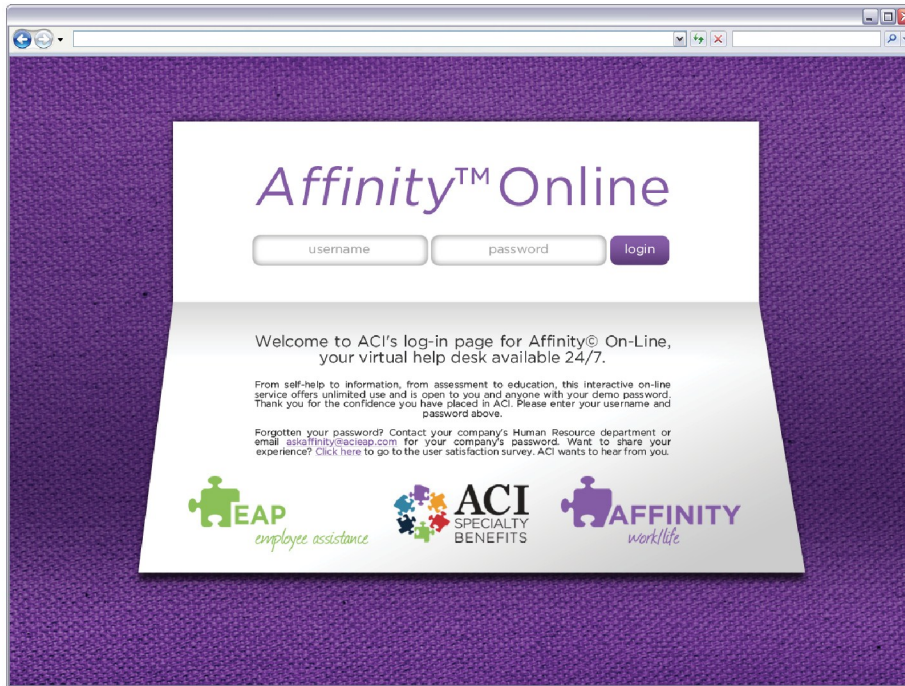 Affinity™ Online
username password login
Welcome to ACI's log-in page for Affinity© On-Line,
your virtual help desk available 24/7.
From self-help to information, from assessment to education, this interactive on-line
service offers unlimited use and is open to you and anyone with your demo password.
Thank you for the confidence you have placed in ACI. Please enter your username and
password above.
Forgotten your password? Contact your company's Human Resource department or
email askaffinity@acieap.com for your company's password. Want to share your
experience? Click here to go to the user satisfaction survey. ACI wants to hear from you.
EAP
employee assistance
ACI
SPECIALTY
BENEFITS
AFFINITY
work/life